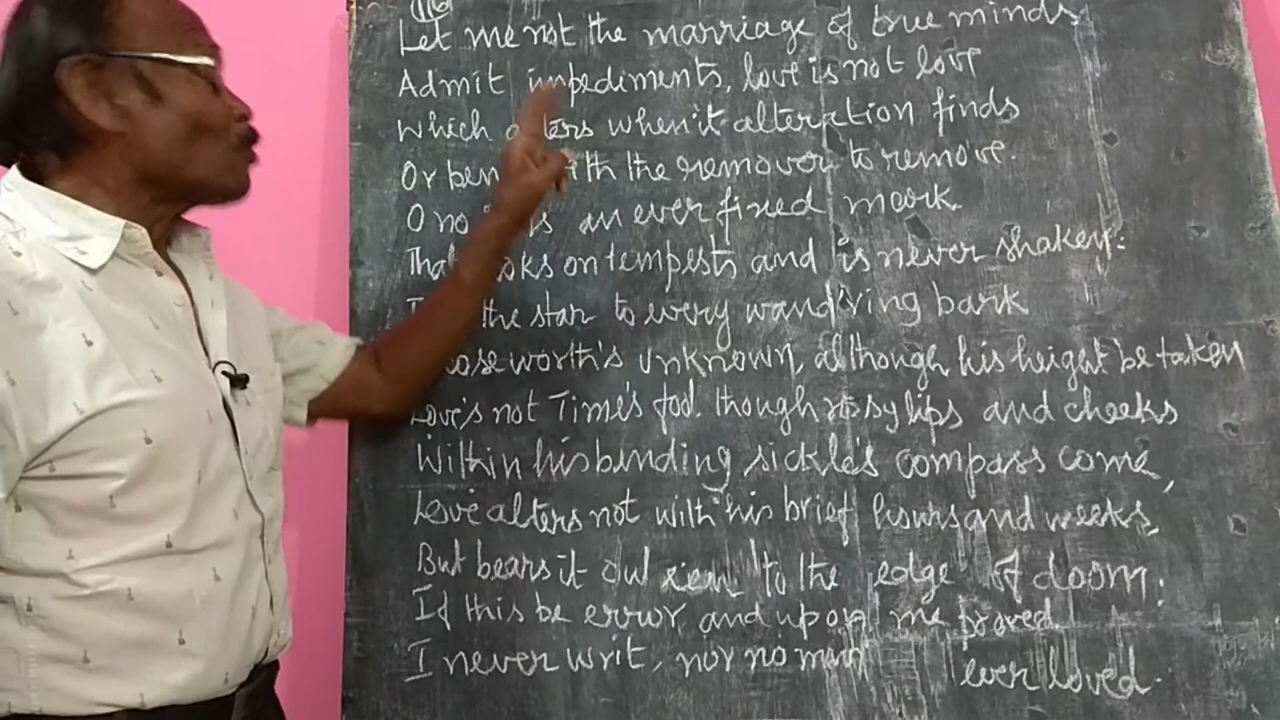 116
Let me not the marriage of true minds
Admit impediments, love is not love
Which alters when it alteration finds
Or ben with the remover to remove.
O no is an ever fixed mark.
That looks on tempests and is never shaken:
the star to every wand'ring bark
whose worth's unknown, although his height be taken
Love's not Time's fool. though rosy lips and cheeks
Within his bending sickle's compass come,
Love alters not with his brief hours and weeks,
But bears it out even to the edge of doom:
If this be error and upon me proved.
I never writ, nor no man ever loved.